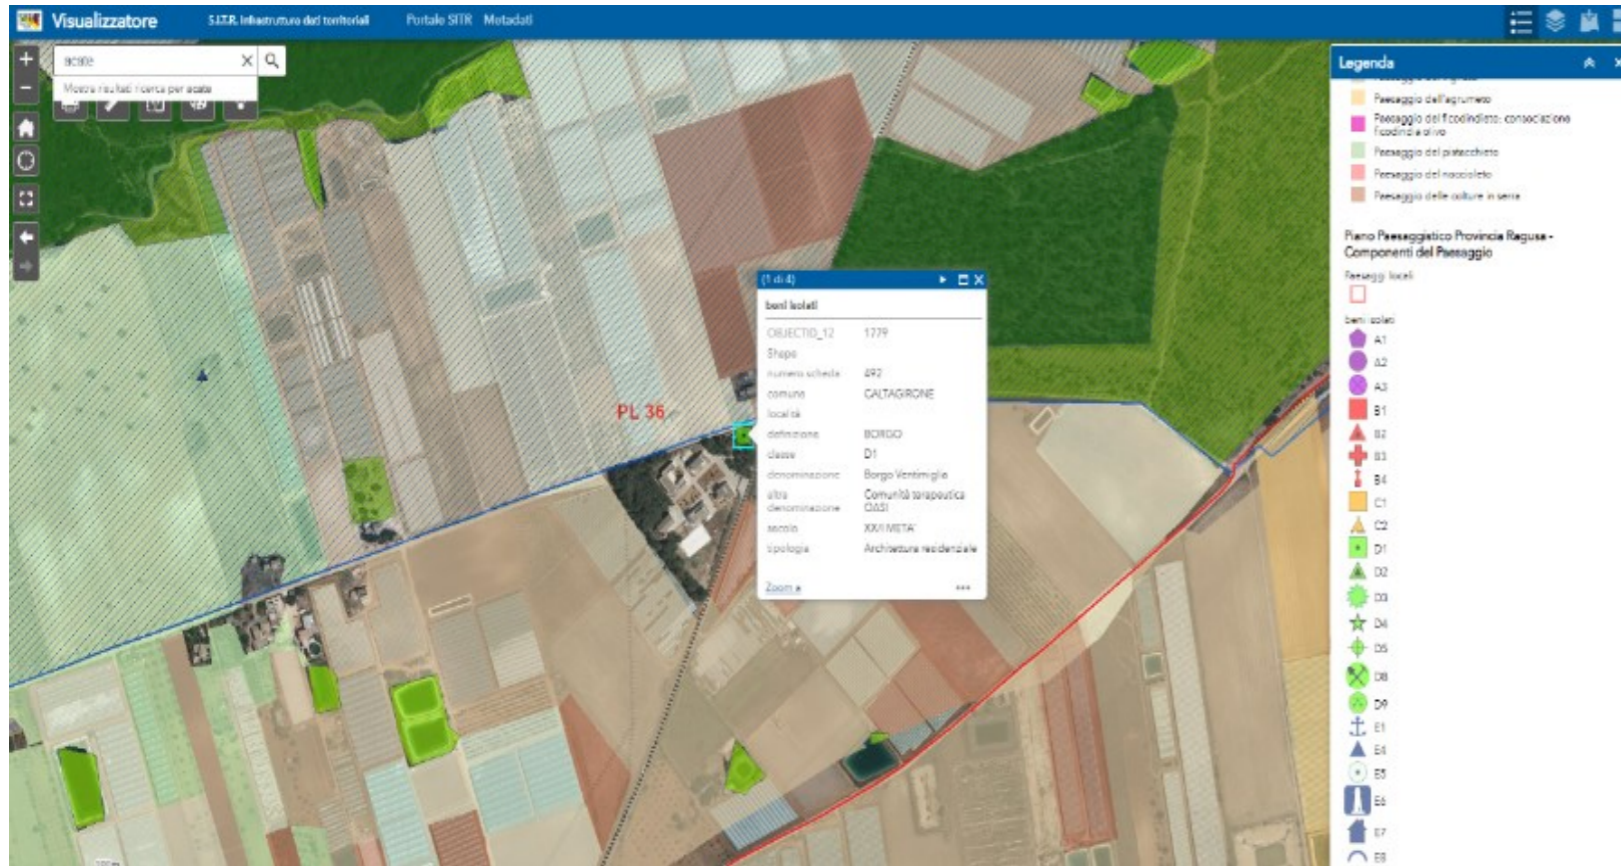 Visualizzatore
S.I.T.R. Infrastruttura dati territoriali
Portale SITR
Metadati
acate
Mostra risultati ricerca per acate
PL 36
(1 di 4)
beni isolati
OBJECTID_12 1779
Shape
numero scheda 492
comune CALTAGIRONE
località
definizione BORGO
classe D1
denominazione Borgo Ventimiglia
altra Comunità terapeutica
denominazione OASI
secolo XX/I META'
tipologia Architettura residenziale
Zoom a
Legenda
Paesaggio dell'agrumeto
Paesaggio del ficodindieto: consociazione
ficodindia olivo
Paesaggio del pistacchieto
Paesaggio del noccioleto
Paesaggio delle colture in serra
Piano Paesaggistico Provincia Ragusa -
Componenti del Paesaggio
Paesaggi locali
beni isolati
A1
A2
A3
B1
B2
B3
B4
C1
C2
D1
D2
D3
D4
D5
D8
D9
E1
E4
E5
E6
E7
E8